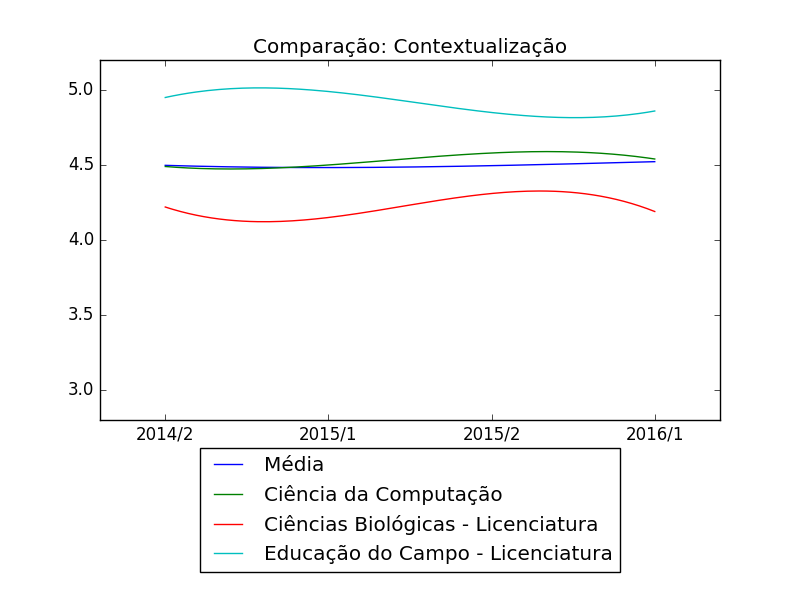 Comparação: Contextualização
5.0
4.5
4.0
3.5
3.0
2014/2 2015/1 2015/2 2016/1
Média
Ciência da Computação
Ciências Biológicas - Licenciatura
Educação do Campo - Licenciatura